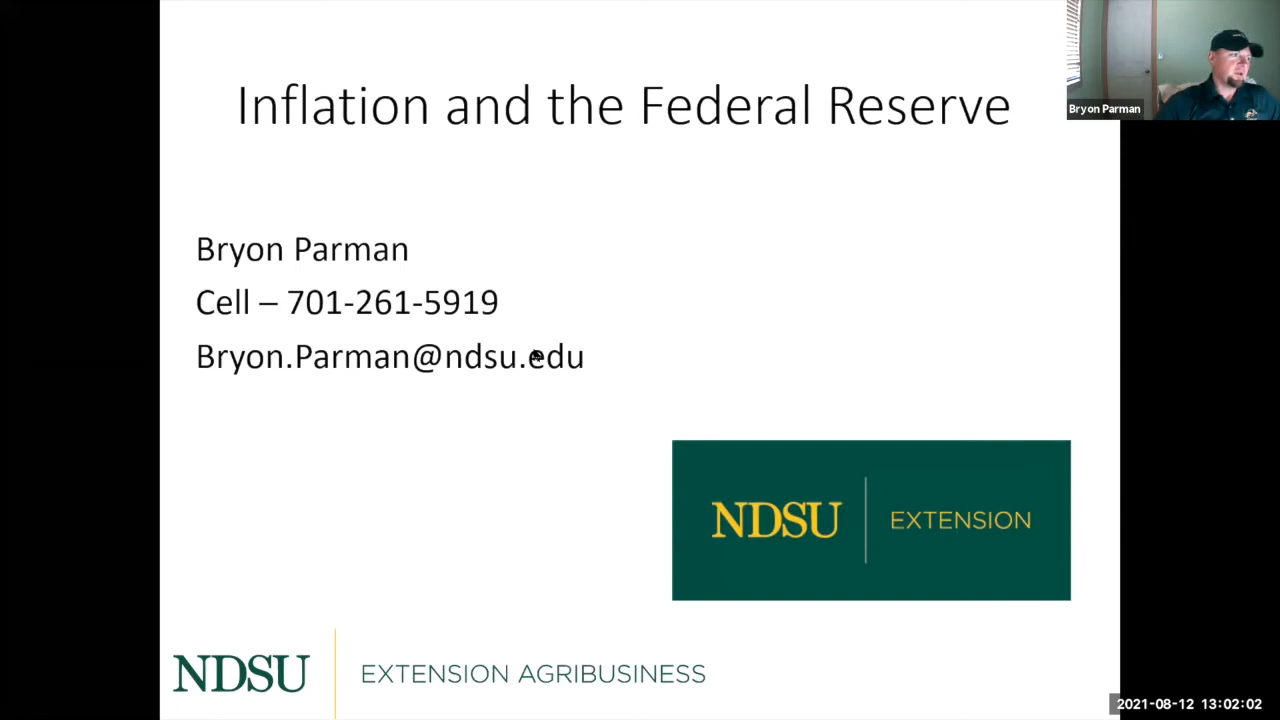 Inflation and the Federal Reserve
Bryon Parman
Bryon Parman
Cell – 701-261-5919
Bryon.Parman@ndsu.edu
NDSU EXTENSION
NDSU EXTENSION AGRIBUSINESS
2021-08-12 13:02:02